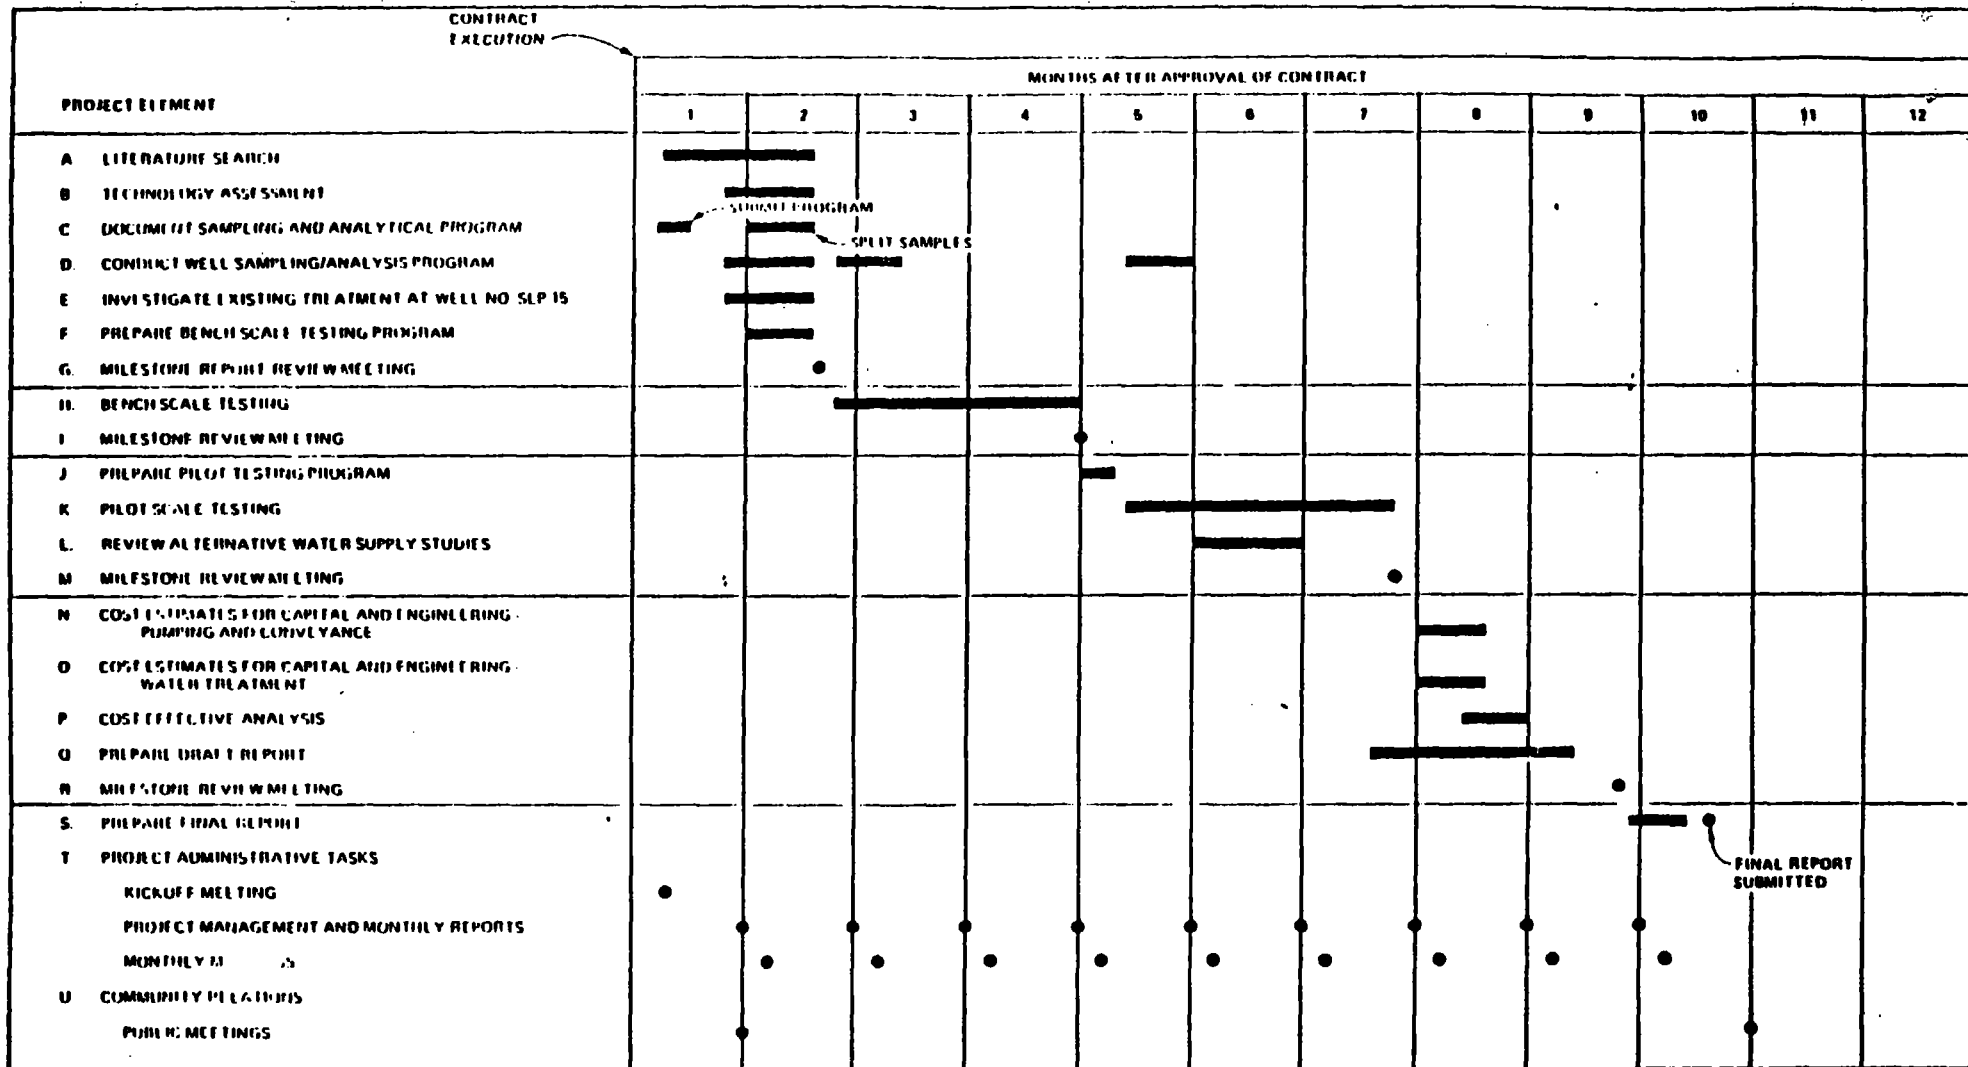 CONTRACT
EXECUTION
MONTHS AFTER APPROVAL OF CONTRACT
PROJECT ELEMENT
1 2 3 4 5 6 7 8 9 10 11 12
A LITERATURE SEARCH
B TECHNOLOGY ASSESSMENT
SUBMIT PROGRAM
C DOCUMENT SAMPLING AND ANALYTICAL PROGRAM
SPLIT SAMPLES
D. CONDUCT WELL SAMPLING/ANALYSIS PROGRAM
E INVESTIGATE EXISTING TREATMENT AT WELL NO SLP 15
F PREPARE BENCH SCALE TESTING PROGRAM
G. MILESTONE REPORT REVIEW MEETING
H. BENCH SCALE TESTING
I MILESTONE REVIEW MEETING
J PREPARE PILOT TESTING PROGRAM
K PILOT SCALE TESTING
L. REVIEW ALTERNATIVE WATER SUPPLY STUDIES
M MILESTONE REVIEW MEETING
N COST ESTIMATES FOR CAPITAL AND ENGINEERING -
PUMPING AND CONVEYANCE
O COST ESTIMATES FOR CAPITAL AND ENGINEERING -
WATER TREATMENT
P COST EFFECTIVE ANALYSIS
Q PREPARE DRAFT REPORT
R MILESTONE REVIEW MEETING
S. PREPARE FINAL REPORT
T PROJECT ADMINISTRATIVE TASKS
FINAL REPORT
SUBMITTED
KICKOFF MEETING
PROJECT MANAGEMENT AND MONTHLY REPORTS
MONTHLY
U COMMUNITY RELATIONS
PUBLIC MEETINGS